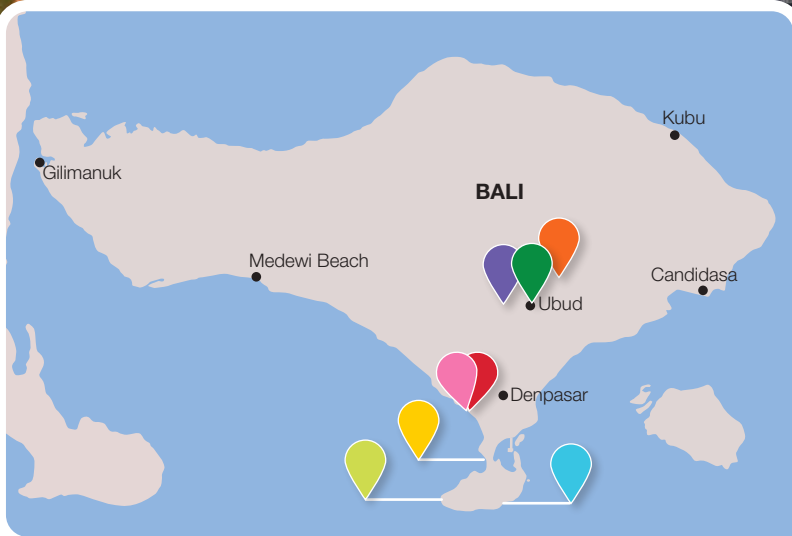 Kubu
Gilimanuk
BALI
Medewi Beach
Candidasa
Ubud
Denpasar